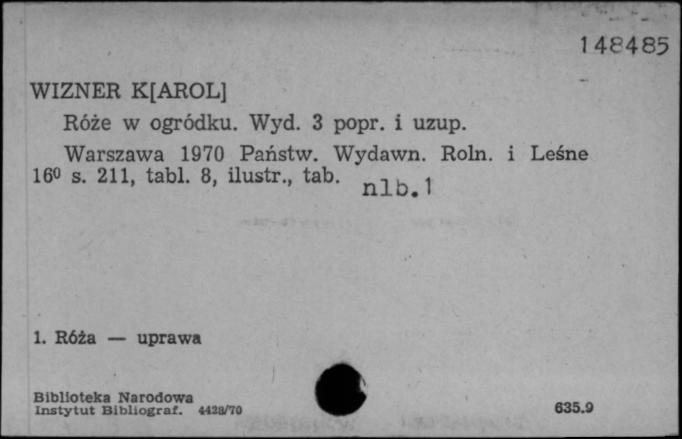 148485
WIZNER K[AROL]
Róże w ogródku. Wyd. 3 popr. i uzup.
Warszawa 1970 Państw. Wydawn. Roln. i Leśne
16⁰ s. 211, tabl. 8, ilustr., tab. nlb.1
1. Róża — uprawa
Biblioteka Narodowa
Instytut Bibliograf. 4428/70
635.9